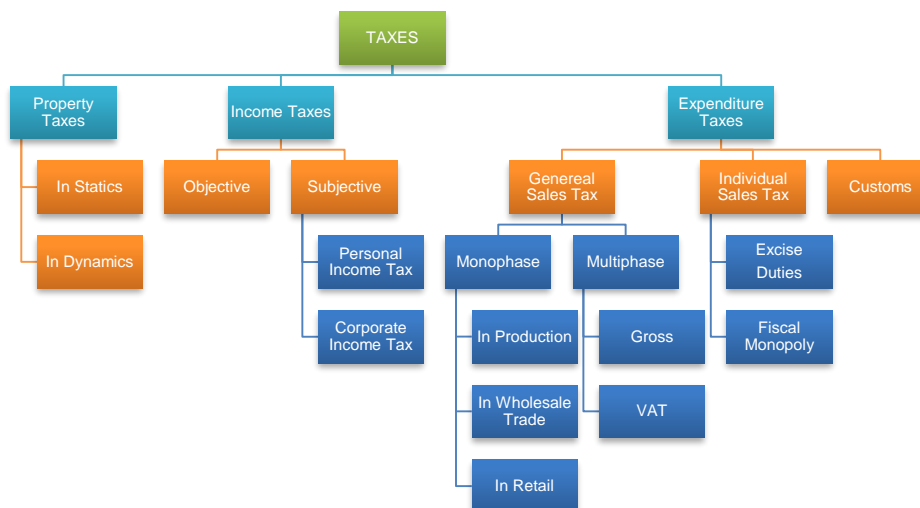 TAXES
Property
Taxes
Income Taxes
Expenditure
Taxes
In Statics
Objective
Subjective
Genereal
Sales Tax
Individual
Sales Tax
Customs
In Dynamics
Personal
Income Tax
Monophase
Multiphase
Excise
Duties
Corporate
Income Tax
In Production
Gross
Fiscal
Monopoly
In Wholesale
Trade
VAT
In Retail